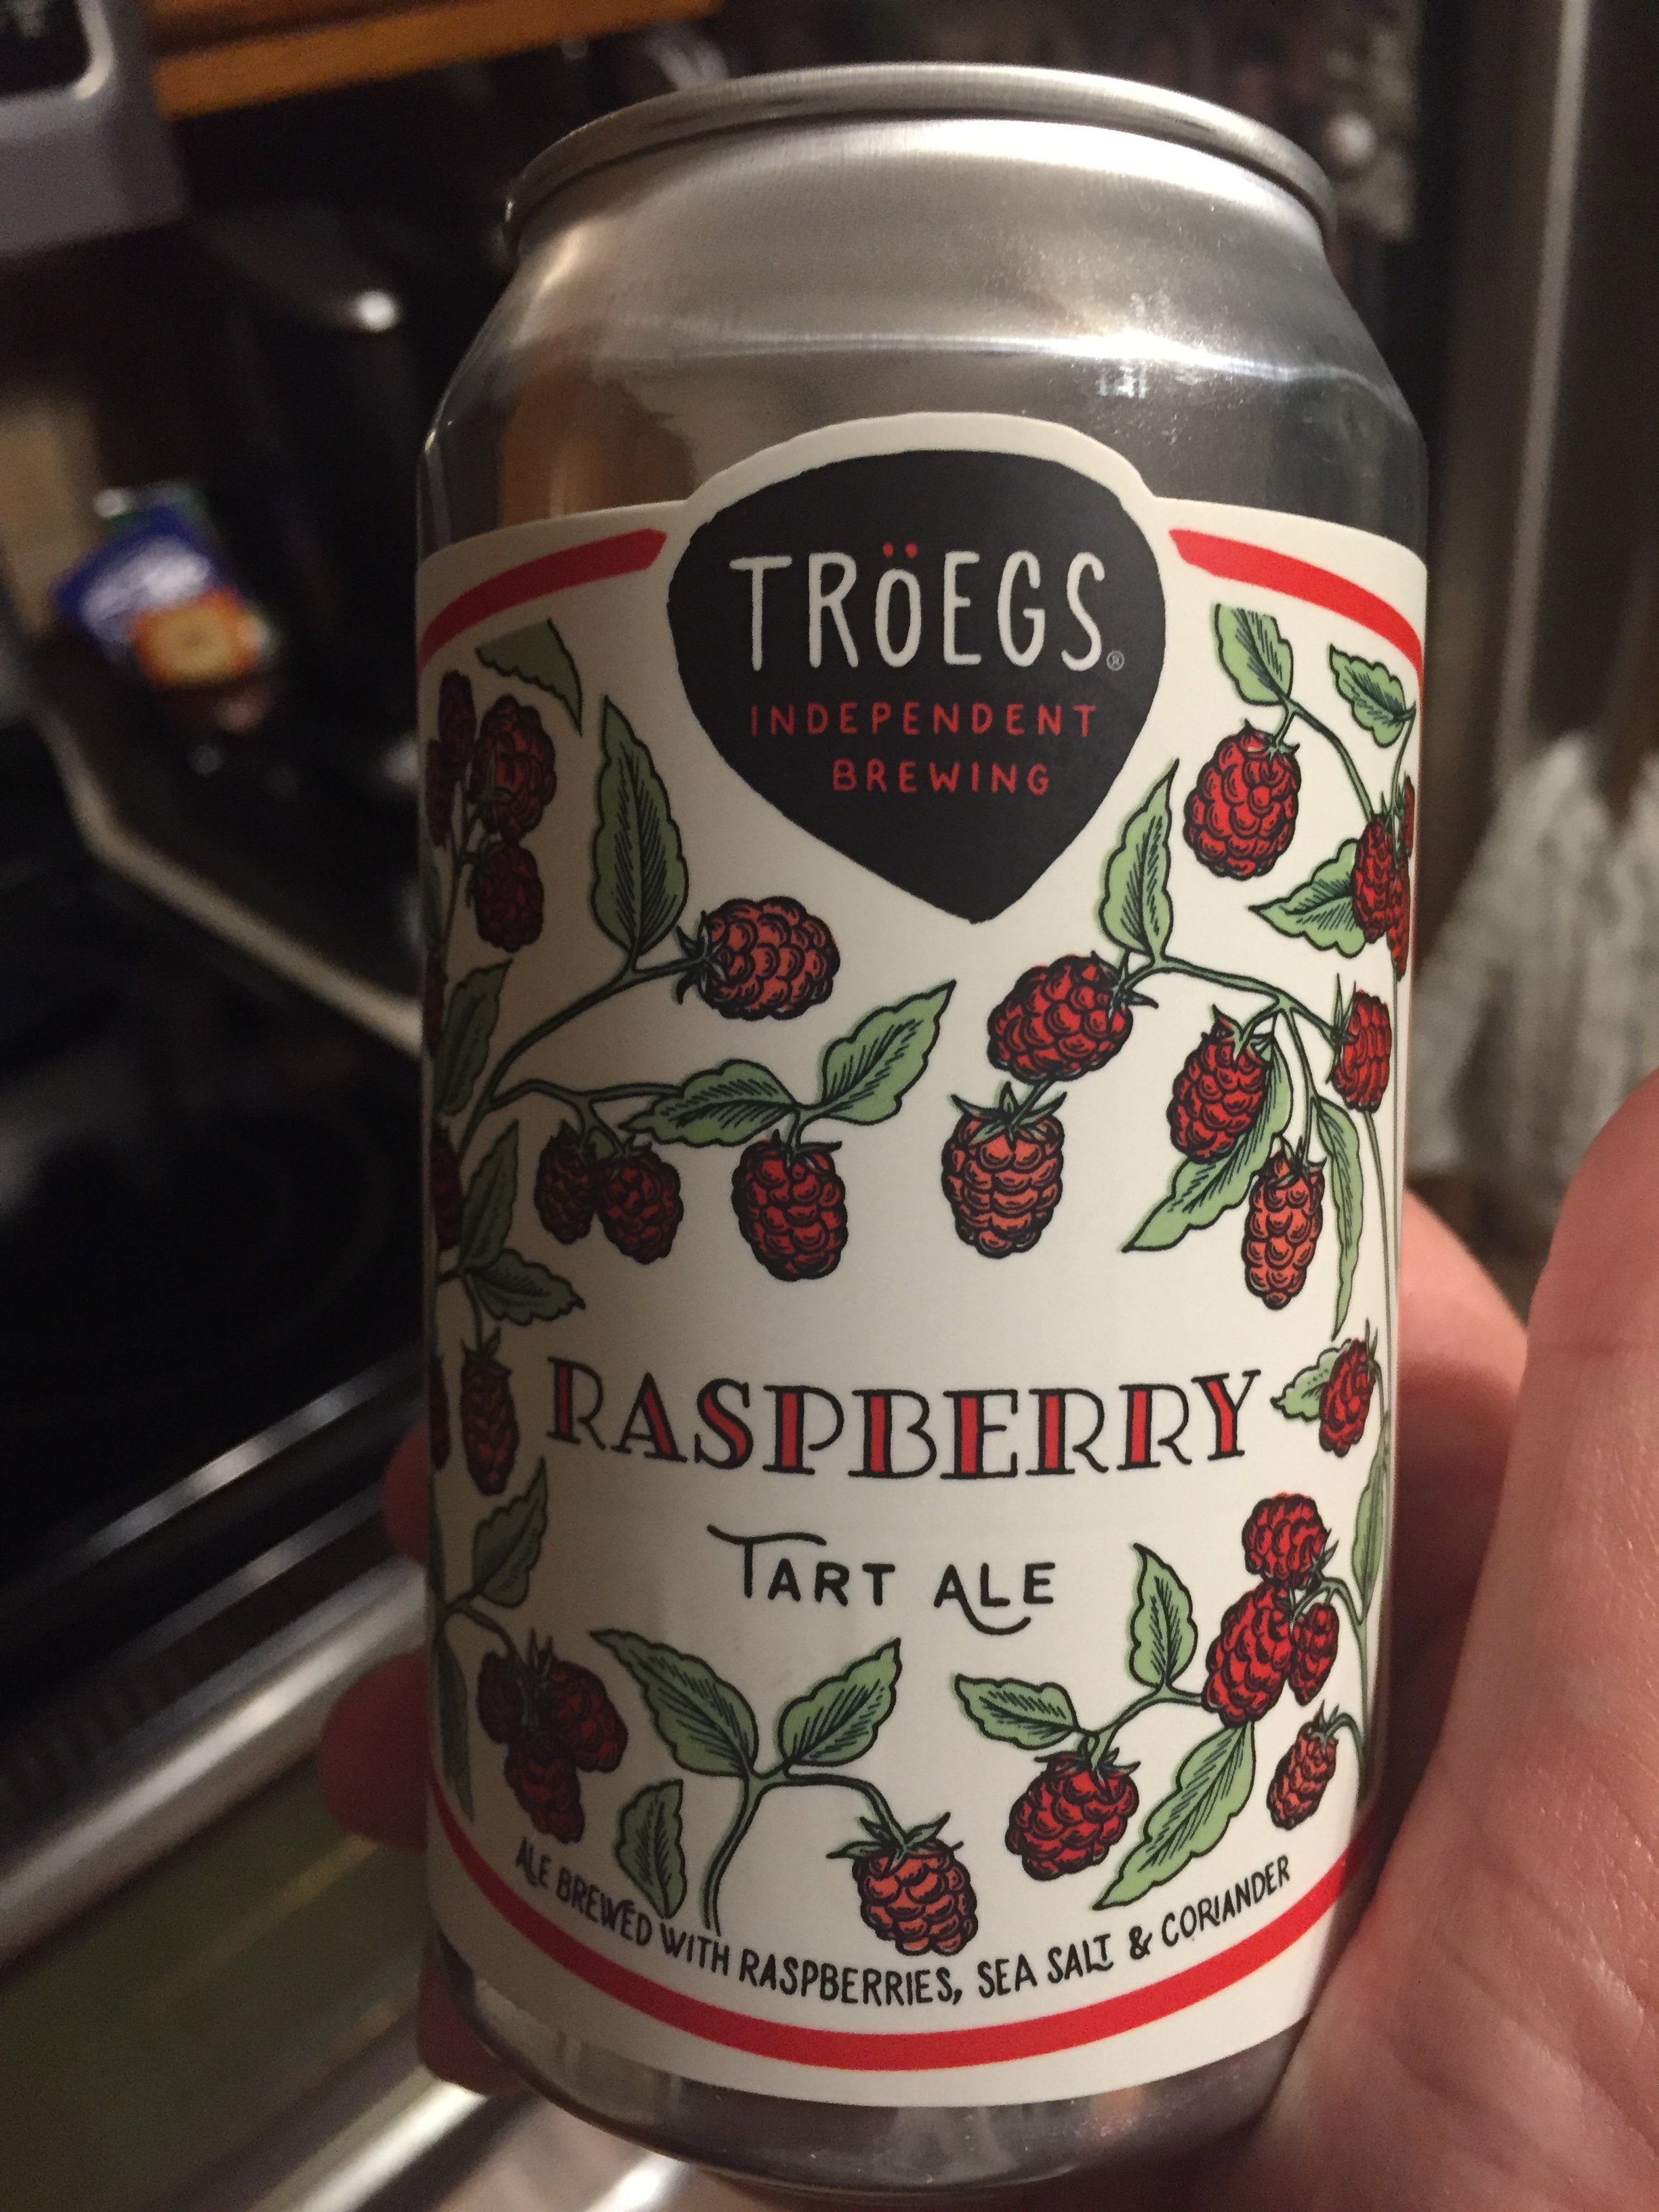 TRÖEGS®
INDEPENDENT
BREWING
RASPBERRY
TART ALE
ALE BREWED WITH RASPBERRIES, SEA SALT & CORIANDER